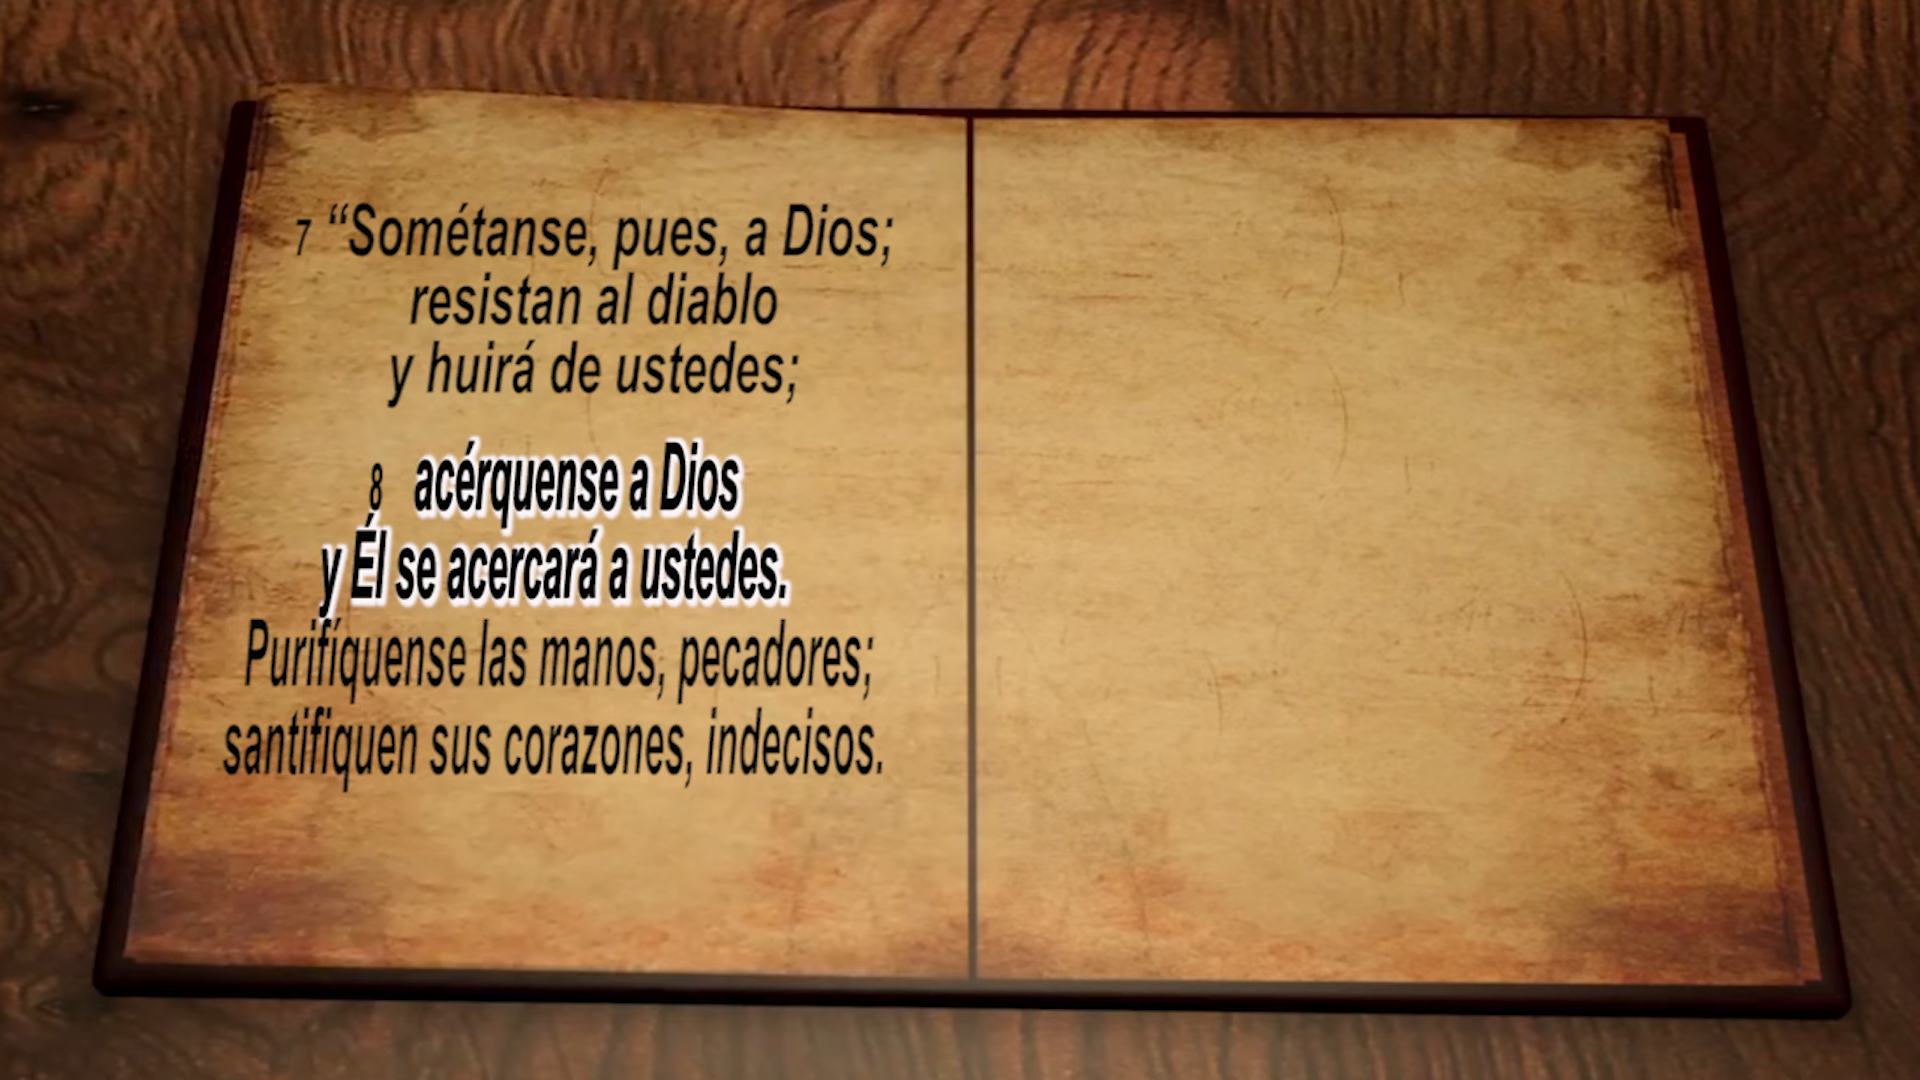 7 “Sométanse, pues, a Dios;
resistan al diablo
y huirá de ustedes;
8 acérquense a Dios
y Él se acercará a ustedes.
Purifíquense las manos, pecadores;
santifiquen sus corazones, indecisos.